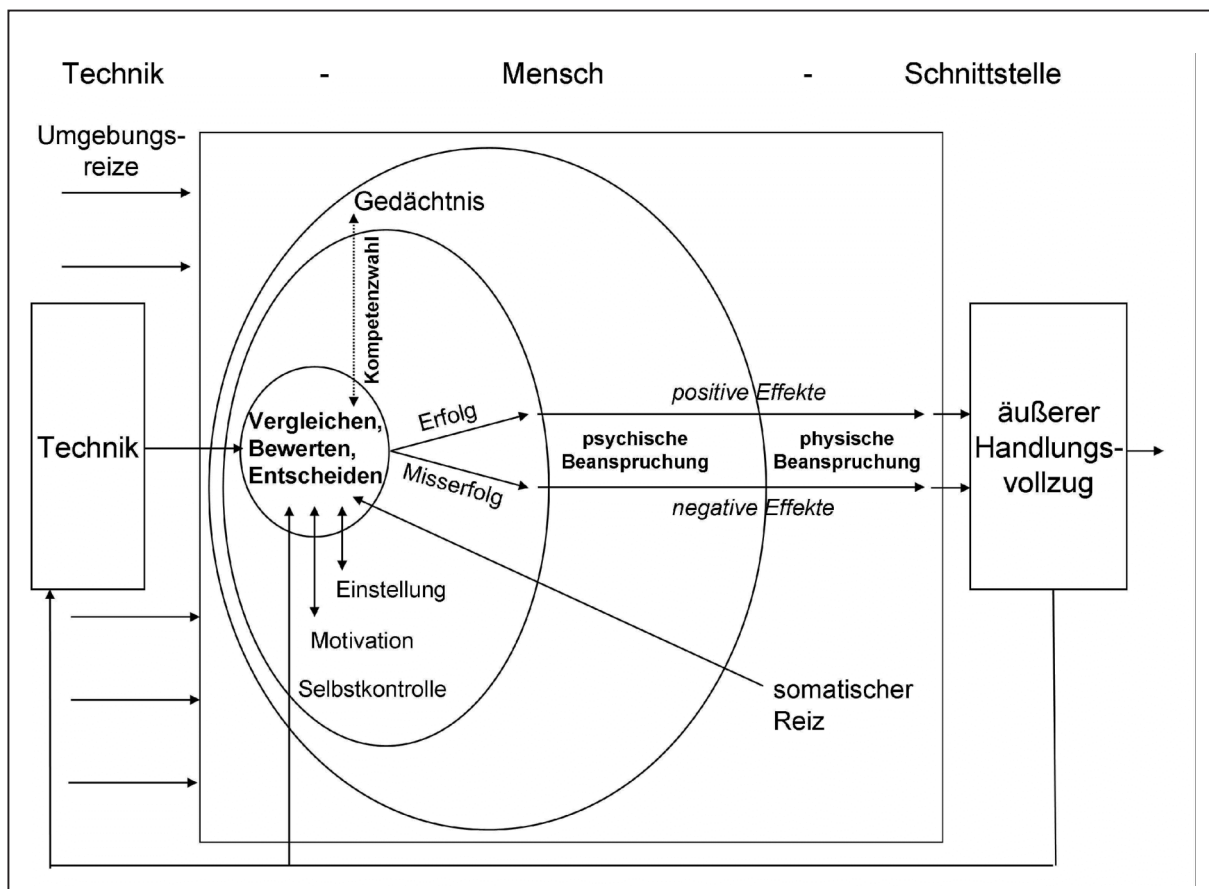 Technik - Mensch - Schnittstelle
Umgebungs-
reize
Gedächtnis
Kompetenzwahl
Technik
Vergleichen,
Bewerten,
Entscheiden
Erfolg
Misserfolg
positive Effekte
psychische
Beanspruchung
physische
Beanspruchung
negative Effekte
äußerer
Handlungs-
vollzug
Einstellung
Motivation
Selbstkontrolle
somatischer
Reiz